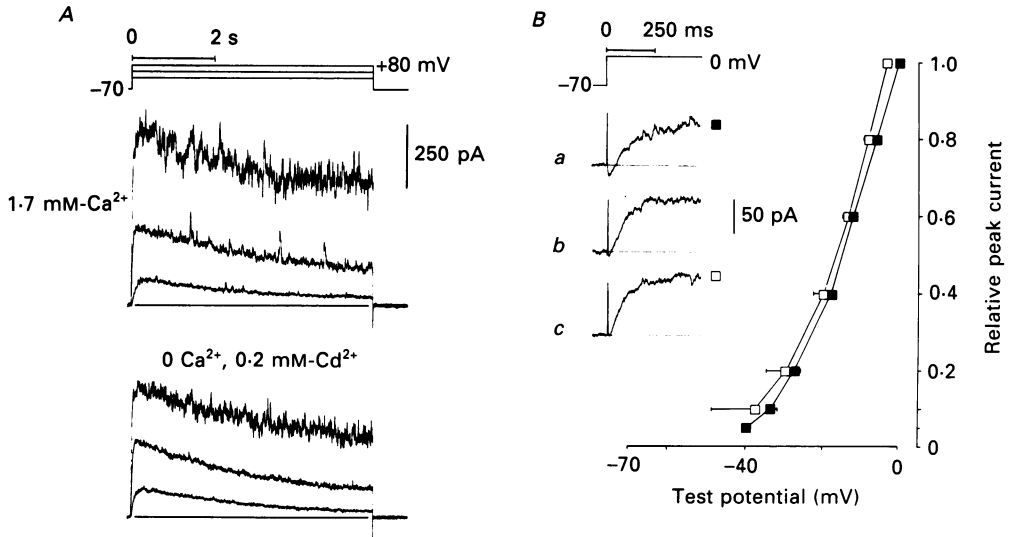 A
0 2 s
+80 mV
−70
250 pA
1·7 mM-Ca²⁺
0 Ca²⁺, 0·2 mM-Cd²⁺
B
0 250 ms
0 mV
−70
a
b
50 pA
c
1·0
0·8
0·6
0·4
0·2
0
Relative peak current
−70 −40 0
Test potential (mV)